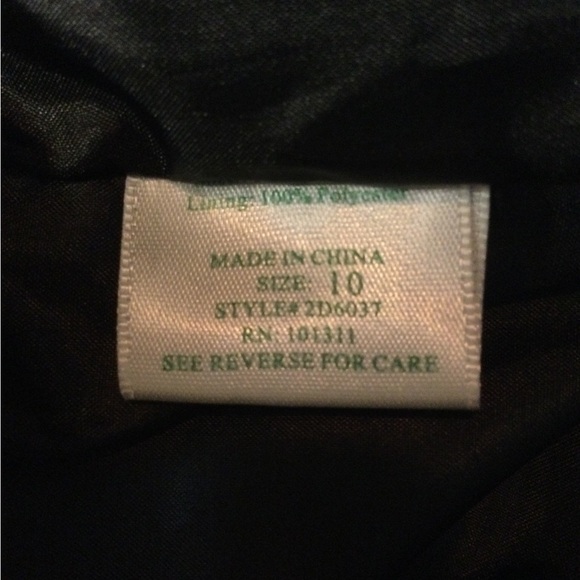 Lining: 100% Polyester
MADE IN CHINA
SIZE: 10
STYLE# 2D6037
RN: 101311
SEE REVERSE FOR CARE